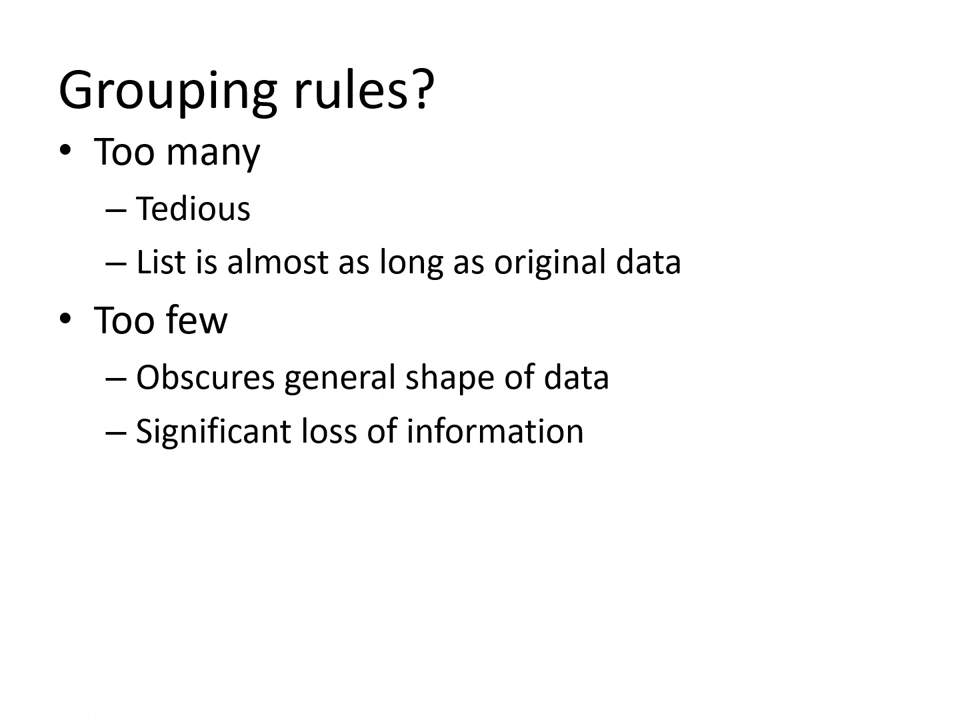 Grouping rules?
• Too many
– Tedious
– List is almost as long as original data
• Too few
– Obscures general shape of data
– Significant loss of information